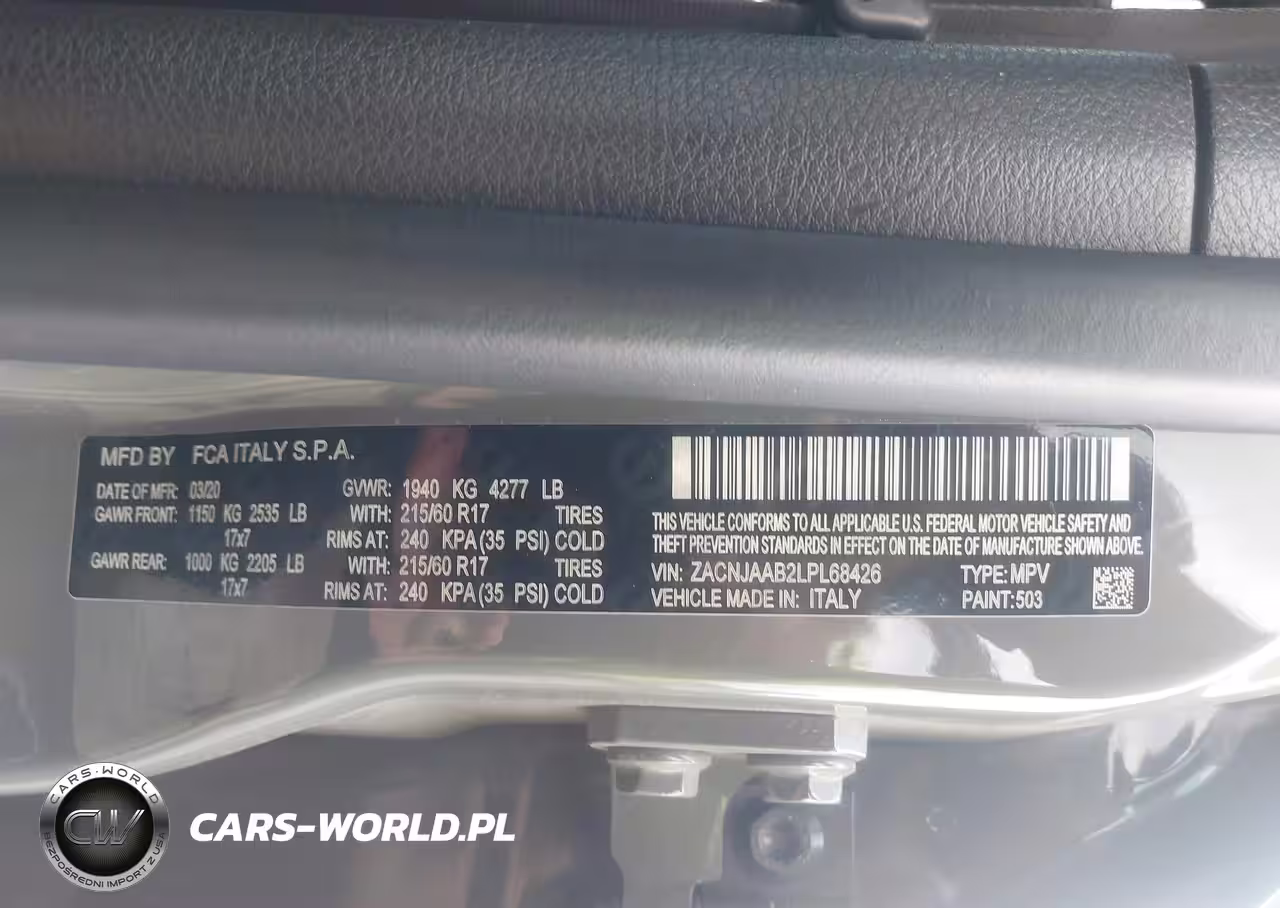 MFD BY FCA ITALY S.P.A.
DATE OF MFR: 03/20 GVWR: 1940 KG 4277 LB
GAWR FRONT: 1150 KG 2535 LB WITH: 215/60 R17 TIRES
17x7 RIMS AT: 240 KPA (35 PSI) COLD
GAWR REAR: 1000 KG 2205 LB WITH: 215/60 R17 TIRES
17x7 RIMS AT: 240 KPA (35 PSI) COLD
THIS VEHICLE CONFORMS TO ALL APPLICABLE U.S. FEDERAL MOTOR VEHICLE SAFETY AND
THEFT PREVENTION STANDARDS IN EFFECT ON THE DATE OF MANUFACTURE SHOWN ABOVE.
VIN: ZACNJAAB2LPL68426 TYPE: MPV
VEHICLE MADE IN: ITALY PAINT: 503
CARS-WORLD
CW
BEZPOŚREDNI IMPORT Z USA
CARS-WORLD.PL